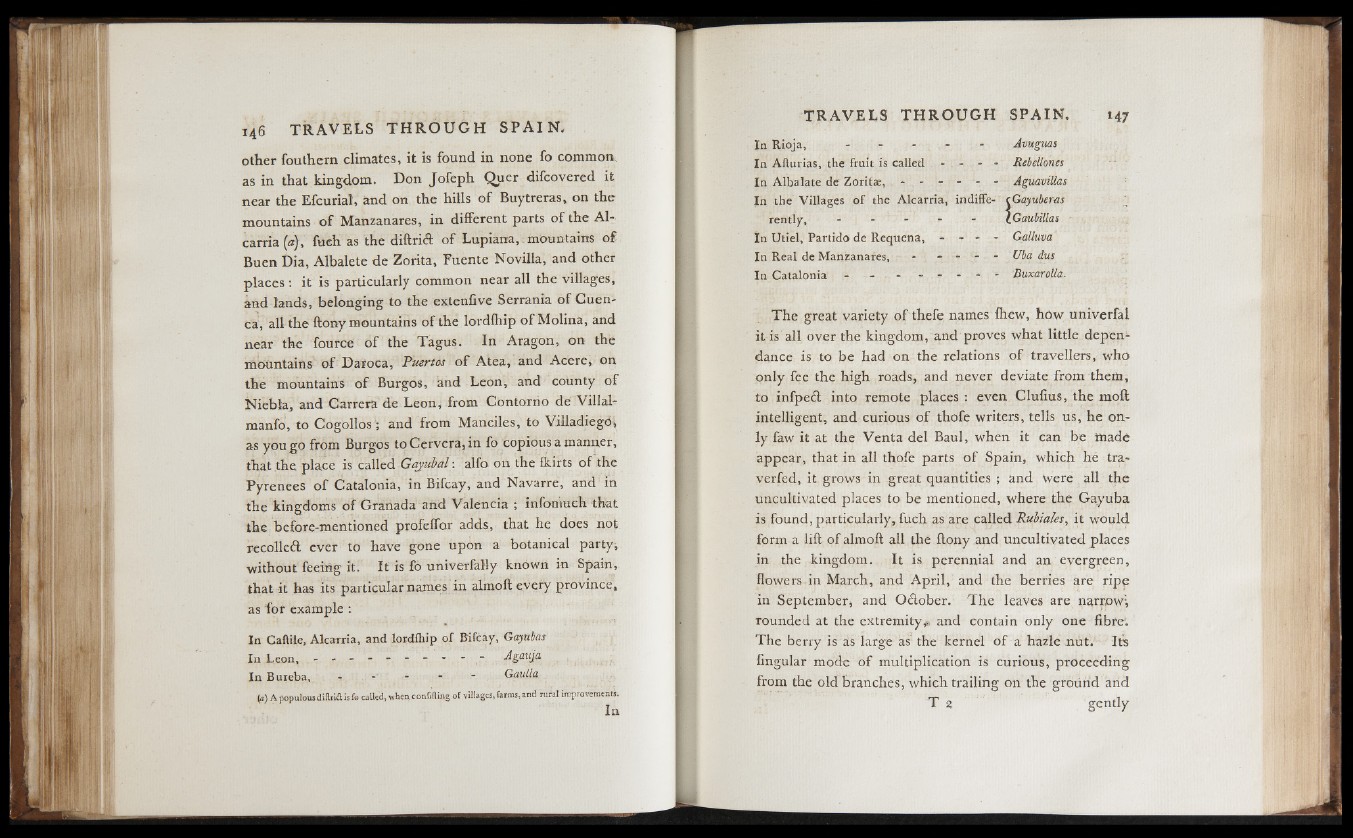 146 TRAVELS THROUGH SPAIN.
other ſouthern climates, it is found in none ſo common
as in that kingdom. Don Joſeph Quer diſcovered it
near the Eſcurial, and on the hills of Buytreras, on the
mountains of Manzanares, in different parts of the Al-
carria (a), ſuch as the diſtrict of Lupiana, mountains of
Buen Dia, Albalete de Zorita, Fuente Novilla, and other
places : it is particularly common near all the villages,
and lands, belonging to the extenſive Serrania of Cuen-
ca, all the ſtony mountains of the lordſhip of Molina, and
near the ſource of the Tagus. In Aragon, on the
mountains of Daroca, Puertos of Atea, and Acere, on
the mountains of Burgos, and Leon, and county of
Niebla, and Carrera de Leon, from Contorno de Villal-
manſo, to Cogollos ; and from Manciles, to Villadiego,
as you go from Burgos to Cervera, in ſo copious a manner,
that the place is called Gayubal : alſo on the ſkirts of the
Pyrenees of Catalonia, in Biſcay, and Navarre, and in
the kingdoms of Granada and Valencia ; inſomuch that
the before-mentioned profeſſor adds, that he does not
recollect ever to have gone upon a botanical party,
without ſeeing it. It is ſo univerſally known in Spain,
that it has its particular names in almoſt every province,
as for example :
In Caſtile, Alcarria, and lordſhip of Biſcay, Gayubas
In Leon, - - - - - - - - - - Agauja
In Bureba, - - - - - Gaulla
(a) A populous diſtrict is ſo called, when conſiſting of villages, farms, and rural improvements.
In
TRAVELS THROUGH SPAIN. 147
In Rioja, - - - - - Avuguas
In Aſturias, the fruit is called - - - - Rebellones
In Albalate de Zoritæ, - - - - - - Aguavillas
In the Villages of the Alcarria, indiffe- { Gayuberas
rently, - - - - - { Gaubillas
In Utiel, Partido de Requena, - - - - Galluva
In Real de Manzanares, - - - - - Uba dus
In Catalonia - - - - - - - - Buxarolla.
The great variety of theſe names ſhew, how univerſal
it is all over the kingdom, and proves what little depen-
dance is to be had on the relations of travellers, who
only ſee the high roads, and never deviate from them,
to inſpect into remote places : even Cluſius, the moſt
intelligent, and curious of thoſe writers, tells us, he on-
ly ſaw it at the Venta del Baul, when it can be made
appear, that in all thoſe parts of Spain, which he tra-
verſed, it grows in great quantities ; and were all the
uncultivated places to be mentioned, where the Gayuba
is found, particularly, ſuch as are called Rubiales, it would
form a liſt of almoſt all the ſtony and uncultivated places
in the kingdom. It is perennial and an evergreen,
flowers in March, and April, and the berries are ripe
in September, and October. The leaves are narrow,
rounded at the extremity, and contain only one fibre.
The berry is as large as the kernel of a hazle nut. Its
ſingular mode of multiplication is curious, proceeding
from the old branches, which trailing on the ground and
T 2 gently